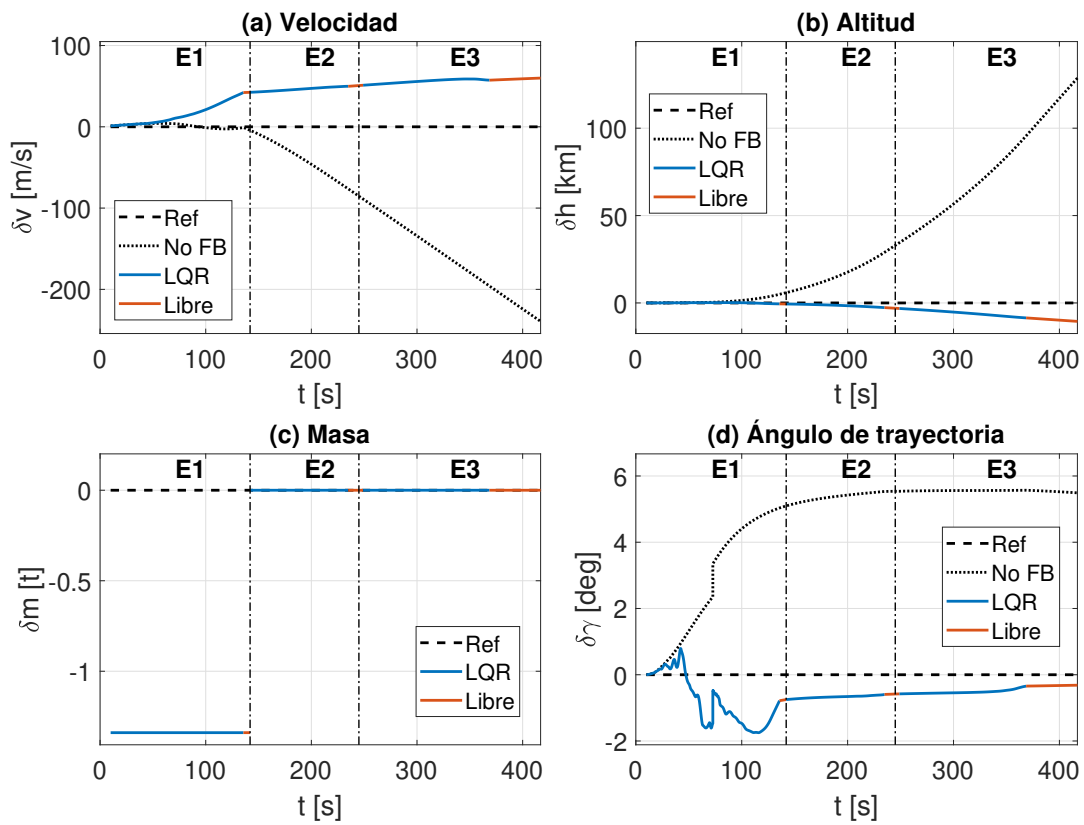 (a) Velocidad
E1 E2 E3
100
0
-100
-200
δv [m/s]
Ref
No FB
LQR
Libre
0 100 200 300 400
t [s]
(b) Altitud
E1 E2 E3
100
50
0
δh [km]
Ref
No FB
LQR
Libre
0 100 200 300 400
t [s]
(c) Masa
E1 E2 E3
0
-0.5
-1
δm [t]
Ref
LQR
Libre
0 100 200 300 400
t [s]
(d) Ángulo de trayectoria
E1 E2 E3
6
4
2
0
-2
δγ [deg]
Ref
No FB
LQR
Libre
0 100 200 300 400
t [s]